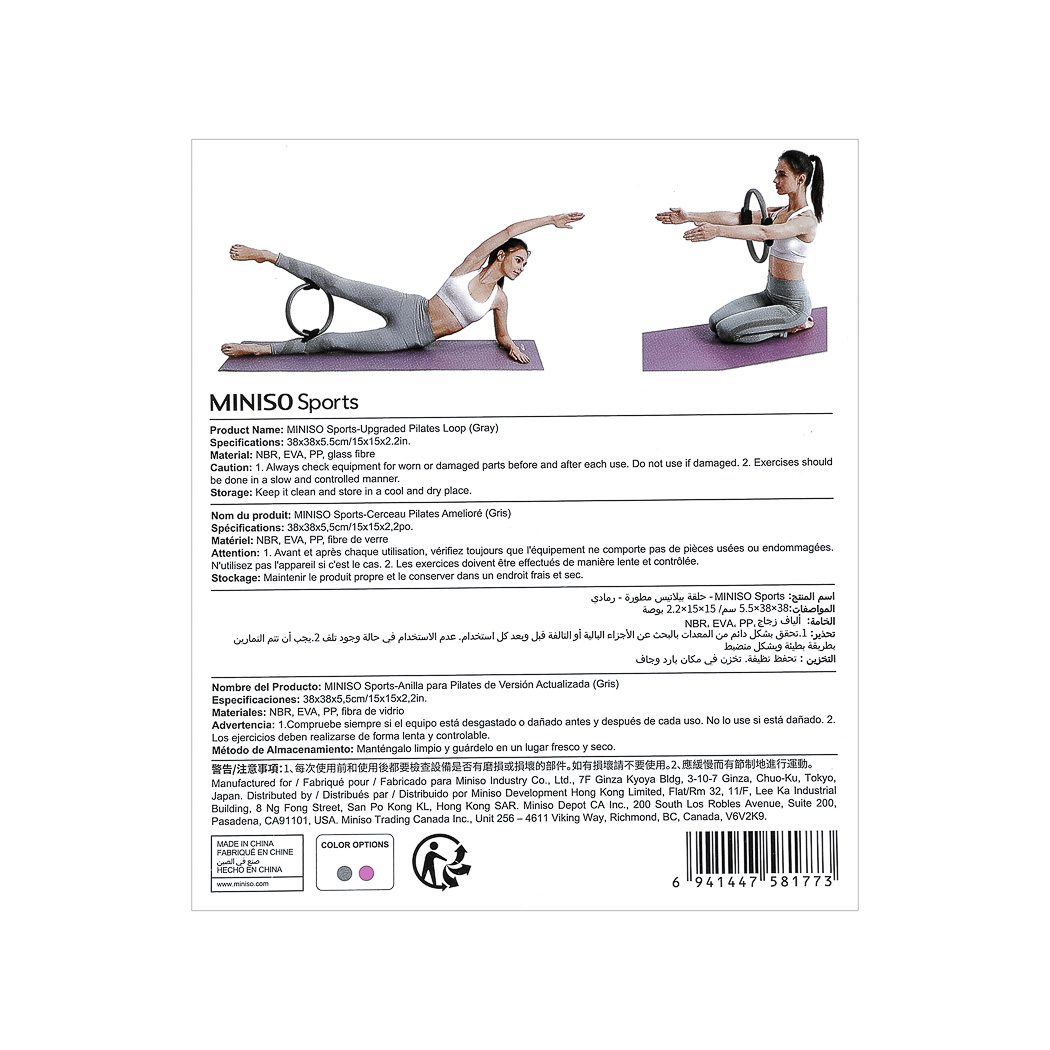 MINISO Sports
Product Name: MINISO Sports-Upgraded Pilates Loop (Gray)
Specifications: 38x38x5.5cm/15x15x2.2in.
Material: NBR, EVA, PP, glass fibre
Caution: 1. Always check equipment for worn or damaged parts before and after each use. Do not use if damaged. 2. Exercises should
be done in a slow and controlled manner.
Storage: Keep it clean and store in a cool and dry place.
Nom du produit: MINISO Sports-Cerceau Pilates Amelioré (Gris)
Spécifications: 38x38x5,5cm/15x15x2,2po.
Matériel: NBR, EVA, PP, fibre de verre
Attention: 1. Avant et après chaque utilisation, vérifiez toujours que l'équipement ne comporte pas de pièces usées ou endommagées.
N'utilisez pas l'appareil si c'est le cas. 2. Les exercices doivent être effectués de manière lente et contrôlée.
Stockage: Maintenir le produit propre et le conserver dans un endroit frais et sec.
اسم المنتج: MINISO Sports - حلقة بيلاتيس مطورة - رمادي
المواصفات:38×38×5.5 سم/ 15×15×2.2 بوصة
الخامة: ألياف زجاج ,NBR, EVA, PP
تحذير: 1.تحقق بشكل دائم من المعدات بالبحث عن الأجزاء البالية أو التالفة قبل وبعد كل استخدام. عدم الاستخدام في حالة وجود تلف 2.يجب أن تتم التمارين
بطريقة بطيئة وبشكل منضبط
التخزين : تحفظ نظيفة. تخزن في مكان بارد وجاف
Nombre del Producto: MINISO Sports-Anilla para Pilates de Versión Actualizada (Gris)
Especificaciones: 38x38x5,5cm/15x15x2,2in.
Materiales: NBR, EVA, PP, fibra de vidrio
Advertencia: 1.Compruebe siempre si el equipo está desgastado o dañado antes y después de cada uso. No lo use si está dañado. 2.
Los ejercicios deben realizarse de forma lenta y controlable.
Método de Almacenamiento: Manténgalo limpio y guárdelo en un lugar fresco y seco.
警告/注意事項:1、每次使用前和使用後都要檢查設備是否有磨損或損壞的部件。如有損壞請不要使用。2、應緩慢而有節制地進行運動。
Manufactured for / Fabriqué pour / Fabricado para Miniso Industry Co., Ltd., 7F Ginza Kyoya Bldg, 3-10-7 Ginza, Chuo-Ku, Tokyo,
Japan. Distributed by / Distribués par / Distribuido por Miniso Development Hong Kong Limited, Flat/Rm 32, 11/F, Lee Ka Industrial
Building, 8 Ng Fong Street, San Po Kong KL, Hong Kong SAR. Miniso Depot CA Inc., 200 South Los Robles Avenue, Suite 200,
Pasadena, CA91101, USA. Miniso Trading Canada Inc., Unit 256 – 4611 Viking Way, Richmond, BC, Canada, V6V2K9.
MADE IN CHINA
FABRIQUÉ EN CHINE
صنع في الصين
HECHO EN CHINA
www.miniso.com
COLOR OPTIONS
6 941447 581773